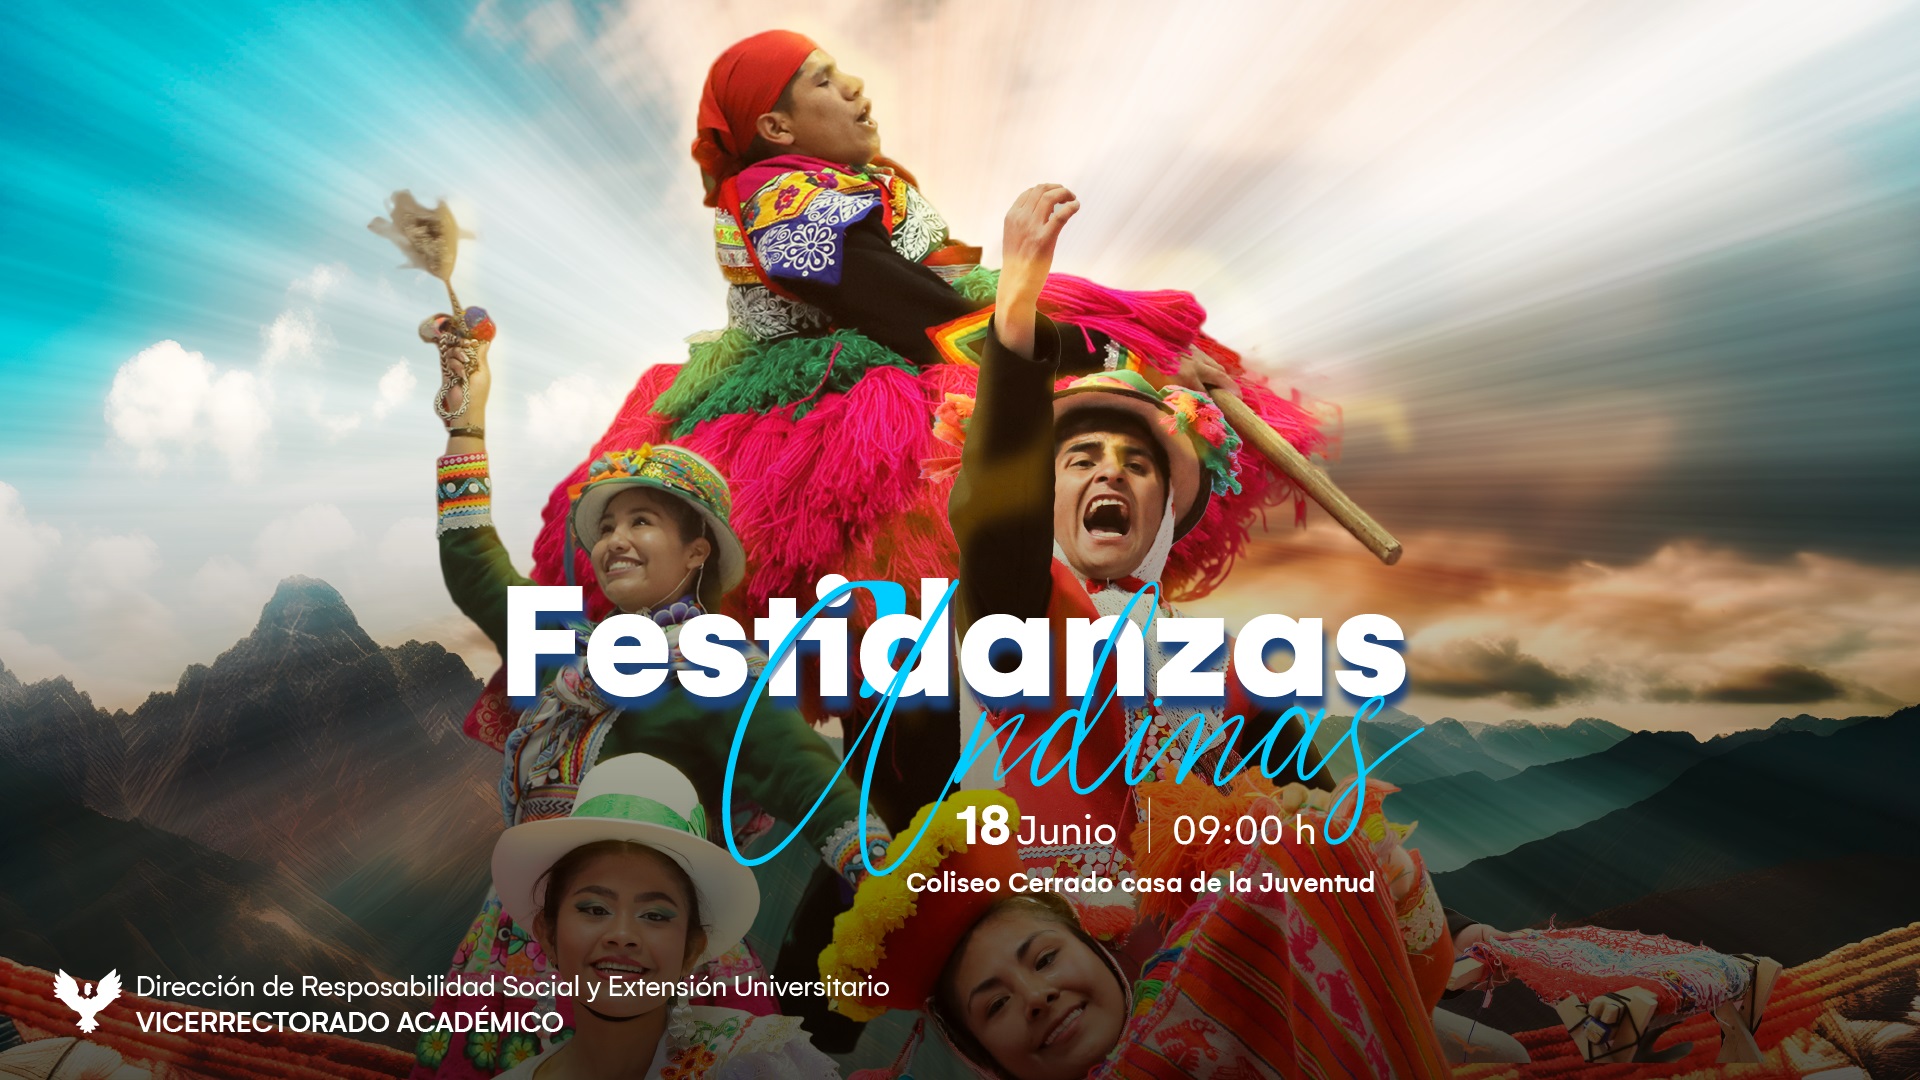 Festidanzas
Andinas
18 Junio | 09:00 h
Coliseo Cerrado casa de la Juventud
Dirección de Resposabilidad Social y Extensión Universitario
VICERRECTORADO ACADÉMICO